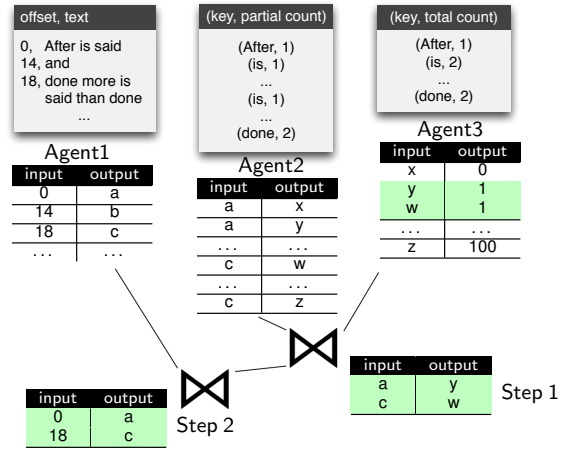 offset, text
0, After is said
14, and
18, done more is
said than done
...
(key, partial count)
(After, 1)
(is, 1)
...
(is, 1)
...
(done, 2)
(key, total count)
(After, 1)
(is, 2)
...
(done, 2)
Agent1
input output
0 a
14 b
18 c
... ...
Agent2
input output
a x
a y
... ...
c w
... ...
c z
Agent3
input output
x 0
y 1
w 1
... ...
z 100
input output
a y
c w
Step 1
input output
0 a
18 c
Step 2